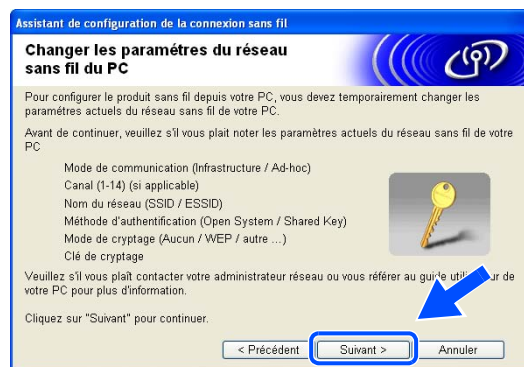 Assistant de configuration de la connexion sans fil
Changer les paramétres du réseau
sans fil du PC
Pour configurer le produit sans fil depuis votre PC, vous devez temporairement changer les
paramétres actuels du réseau sans fil de votre PC.
Avant de continuer, veuillez s'il vous plait noter les paramètres actuels du réseau sans fil de votre
PC
Mode de communication (Infrastructure / Ad-hoc)
Canal (1-14) (si applicable)
Nom du réseau (SSID / ESSID)
Méthode d'authentification (Open System / Shared Key)
Mode de cryptage (Aucun / WEP / autre ...)
Clé de cryptage
Veuillez s'il vous plaît contacter votre administrateur réseau ou vous référer au guide de
votre PC pour plus d'information.
Cliquez sur "Suivant" pour continuer.
< Précédent Suivant > Annuler